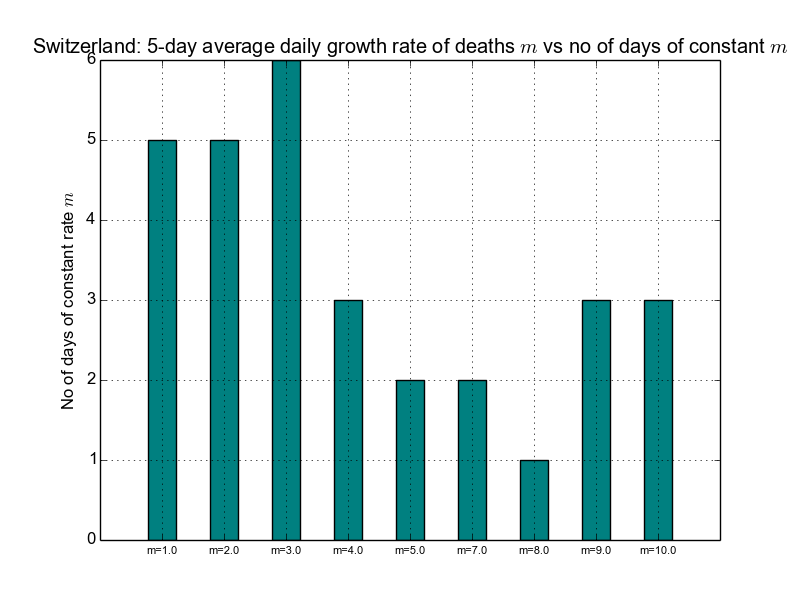 Switzerland: 5-day average daily growth rate of deaths m vs no of days of constant m
No of days of constant rate m
6
5
4
3
2
1
0
m=1.0 m=2.0 m=3.0 m=4.0 m=5.0 m=7.0 m=8.0 m=9.0 m=10.0